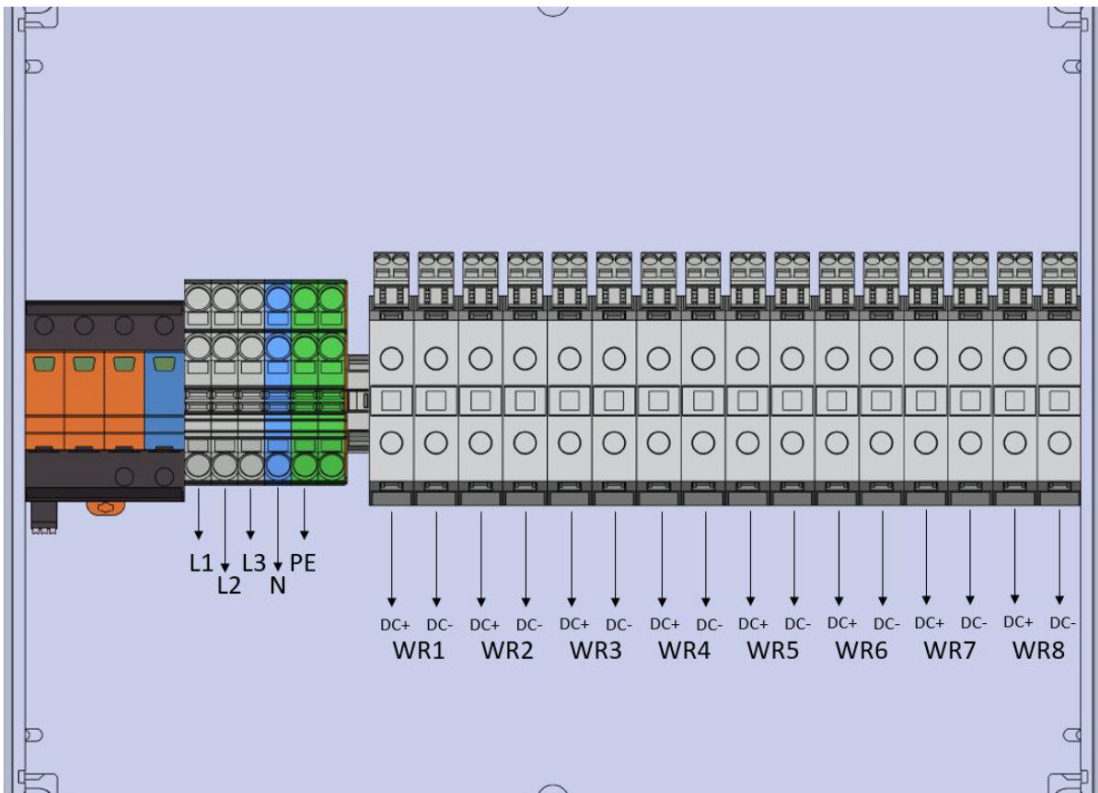 L1 L3 PE
L2 N
DC+ DC- DC+ DC- DC+ DC- DC+ DC- DC+ DC- DC+ DC- DC+ DC- DC+ DC-
WR1 WR2 WR3 WR4 WR5 WR6 WR7 WR8